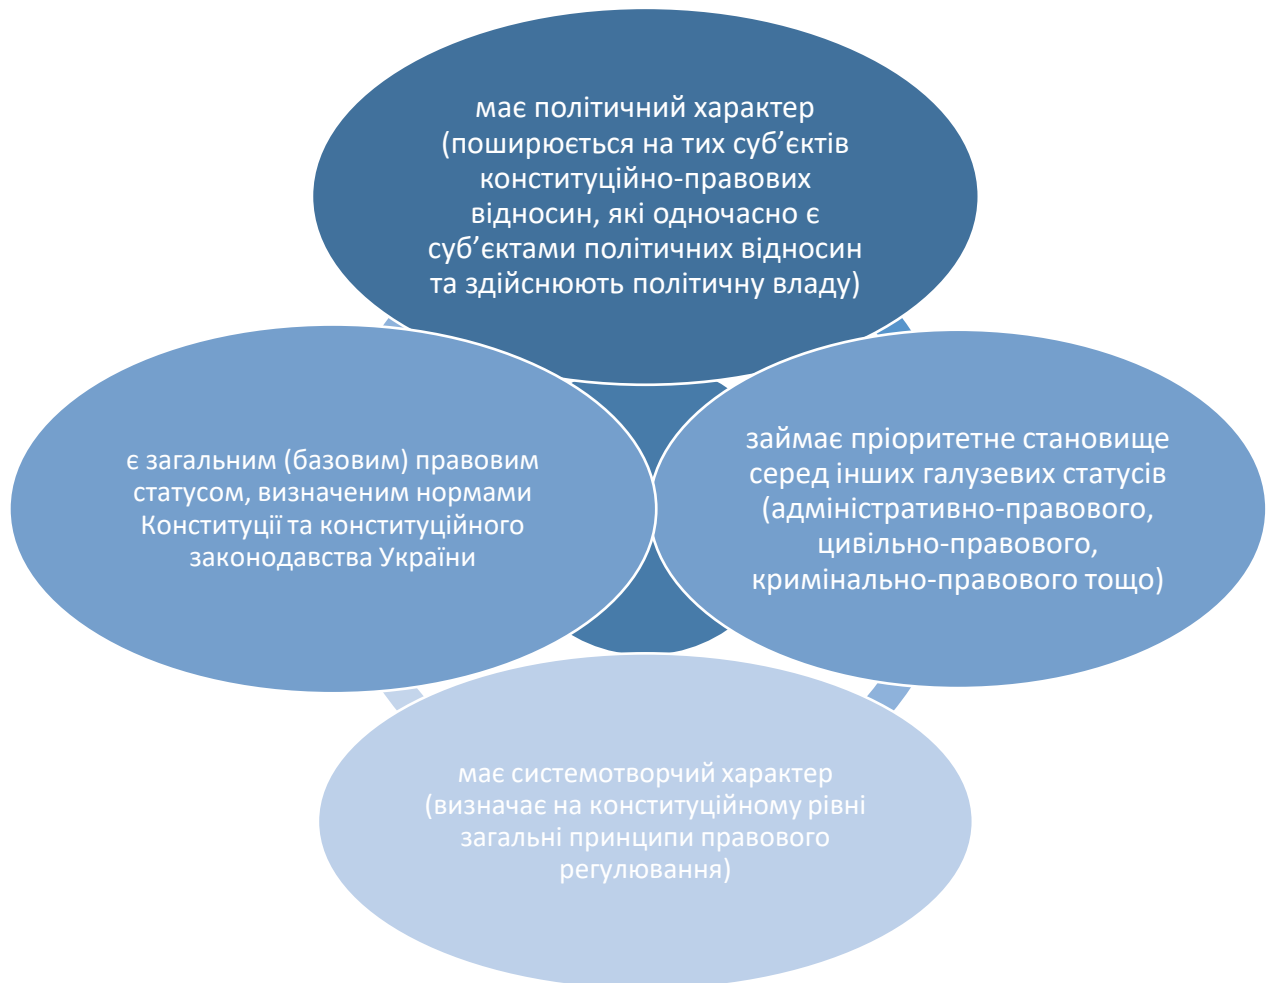 має політичний характер
(поширюється на тих суб’єктів
конституційно-правових
відносин, які одночасно є
суб’єктами політичних відносин
та здійснюють політичну владу)
є загальним (базовим) правовим
статусом, визначеним нормами
Конституції та конституційного
законодавства України
займає пріоритетне становище
серед інших галузевих статусів
(адміністративно-правового,
цивільно-правового,
кримінально-правового тощо)
має системотворчий характер
(визначає на конституційному рівні
загальні принципи правового
регулювання)